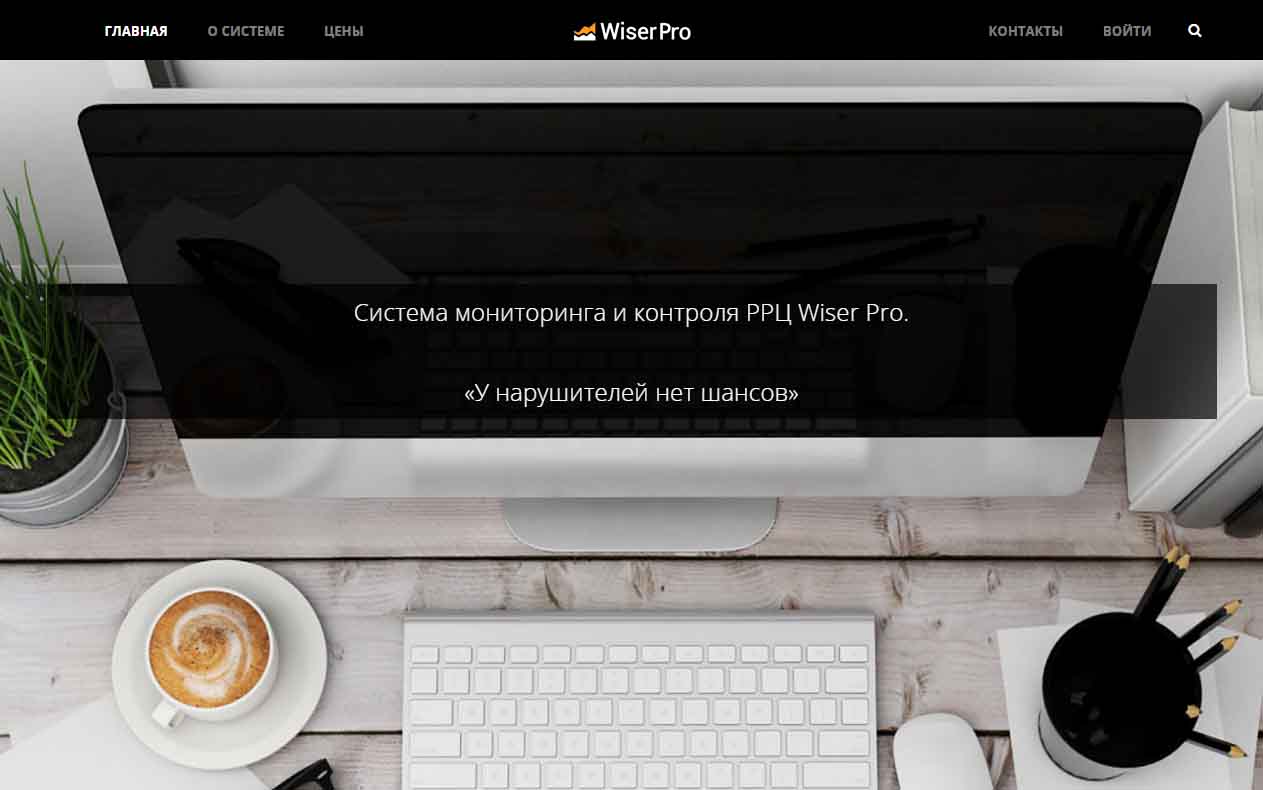 ГЛАВНАЯ О СИСТЕМЕ ЦЕНЫ WiserPro КОНТАКТЫ ВОЙТИ
Система мониторинга и контроля РРЦ Wiser Pro.
«У нарушителей нет шансов»